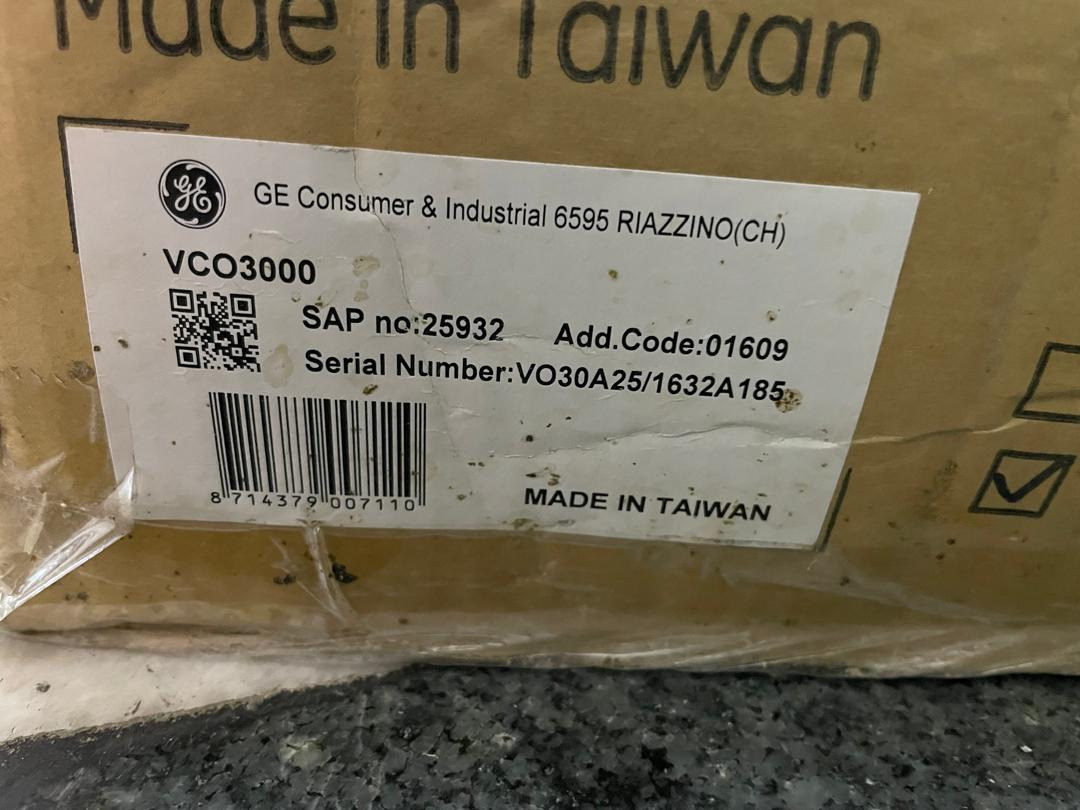 Made in Taiwan
GE
GE Consumer & Industrial 6595 RIAZZINO(CH)
VCO3000
SAP no:25932 Add.Code:01609
Serial Number:VO30A25/1632A185
8 714379 007110
MADE IN TAIWAN